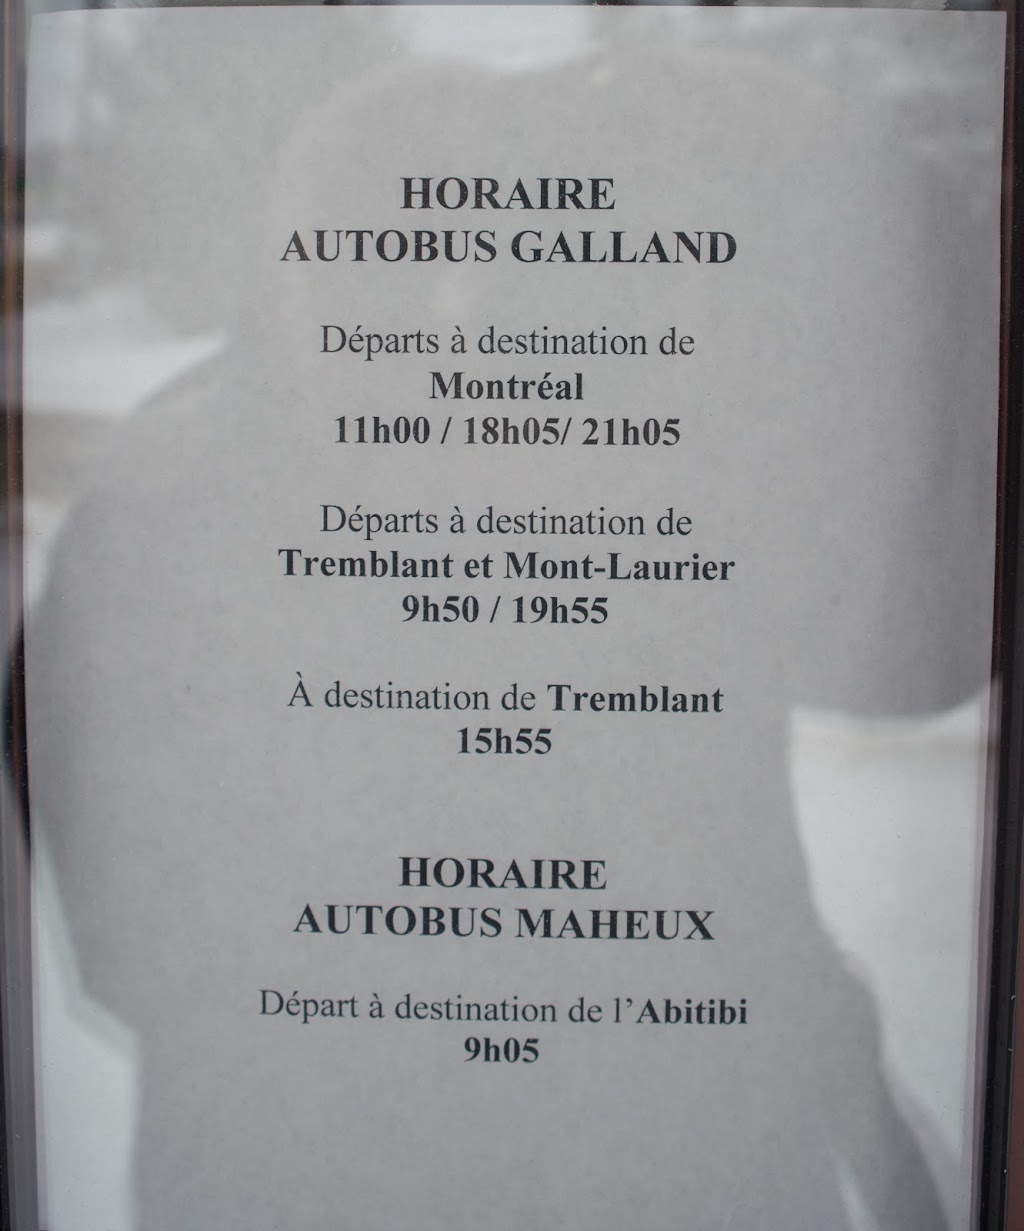 HORAIRE
AUTOBUS GALLAND
Départs à destination de
Montréal
11h00 / 18h05/ 21h05
Départs à destination de
Tremblant et Mont-Laurier
9h50 / 19h55
À destination de Tremblant
15h55
HORAIRE
AUTOBUS MAHEUX
Départ à destination de l’Abitibi
9h05